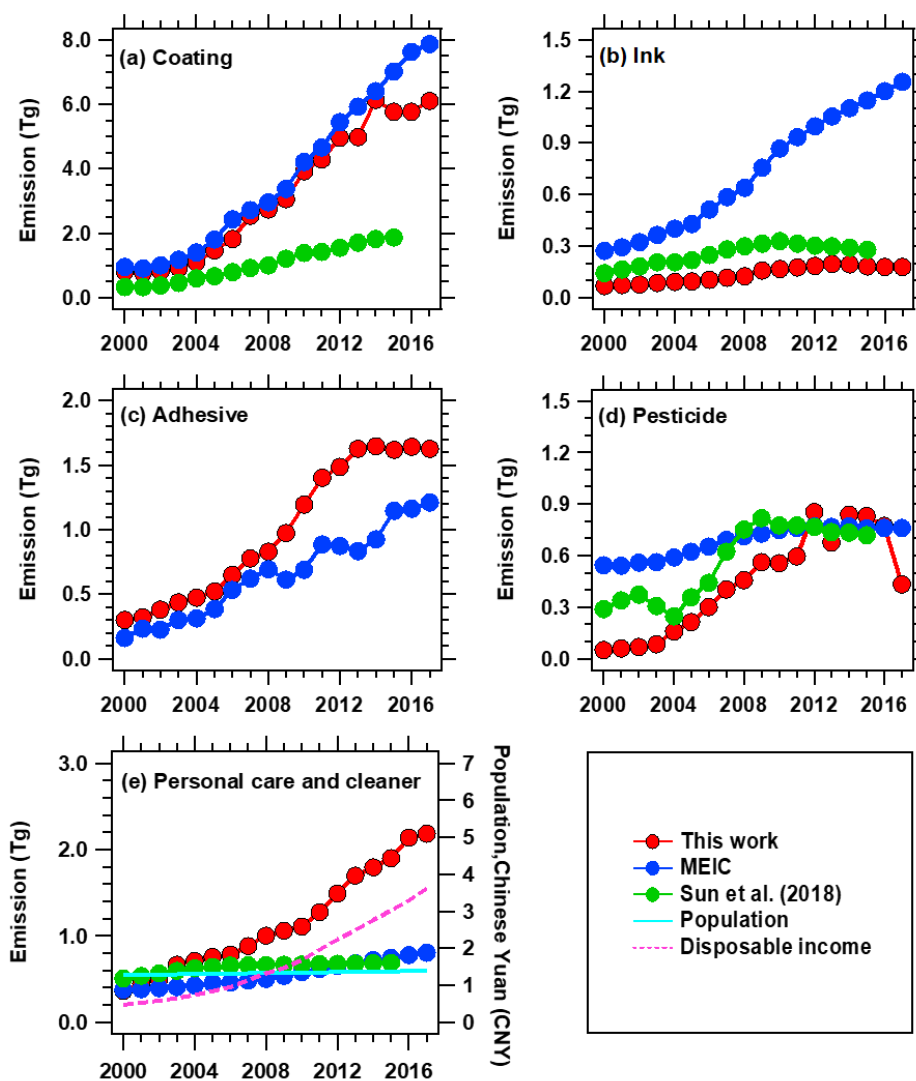 (a) Coating
Emission (Tg)
8.0
6.0
4.0
2.0
0.0
2000 2004 2008 2012 2016
(b) Ink
Emission (Tg)
1.5
1.2
0.9
0.6
0.3
0.0
2000 2004 2008 2012 2016
(c) Adhesive
Emission (Tg)
2.0
1.5
1.0
0.5
0.0
2000 2004 2008 2012 2016
(d) Pesticide
Emissiou (Tg)
1.5
1.2
0.9
0.6
0.3
0.0
2000 2004 2008 2012 2016
(e) Personal care and cleaner
Emission (Tg)
3.0
2.0
1.0
0.0
2000 2004 2008 2012 2016
7
6
5
4
3
2
1
0
Population,Chinese Yuan (CNY)
This work
MEIC
Sun et al. (2018)
Population
Disposable income